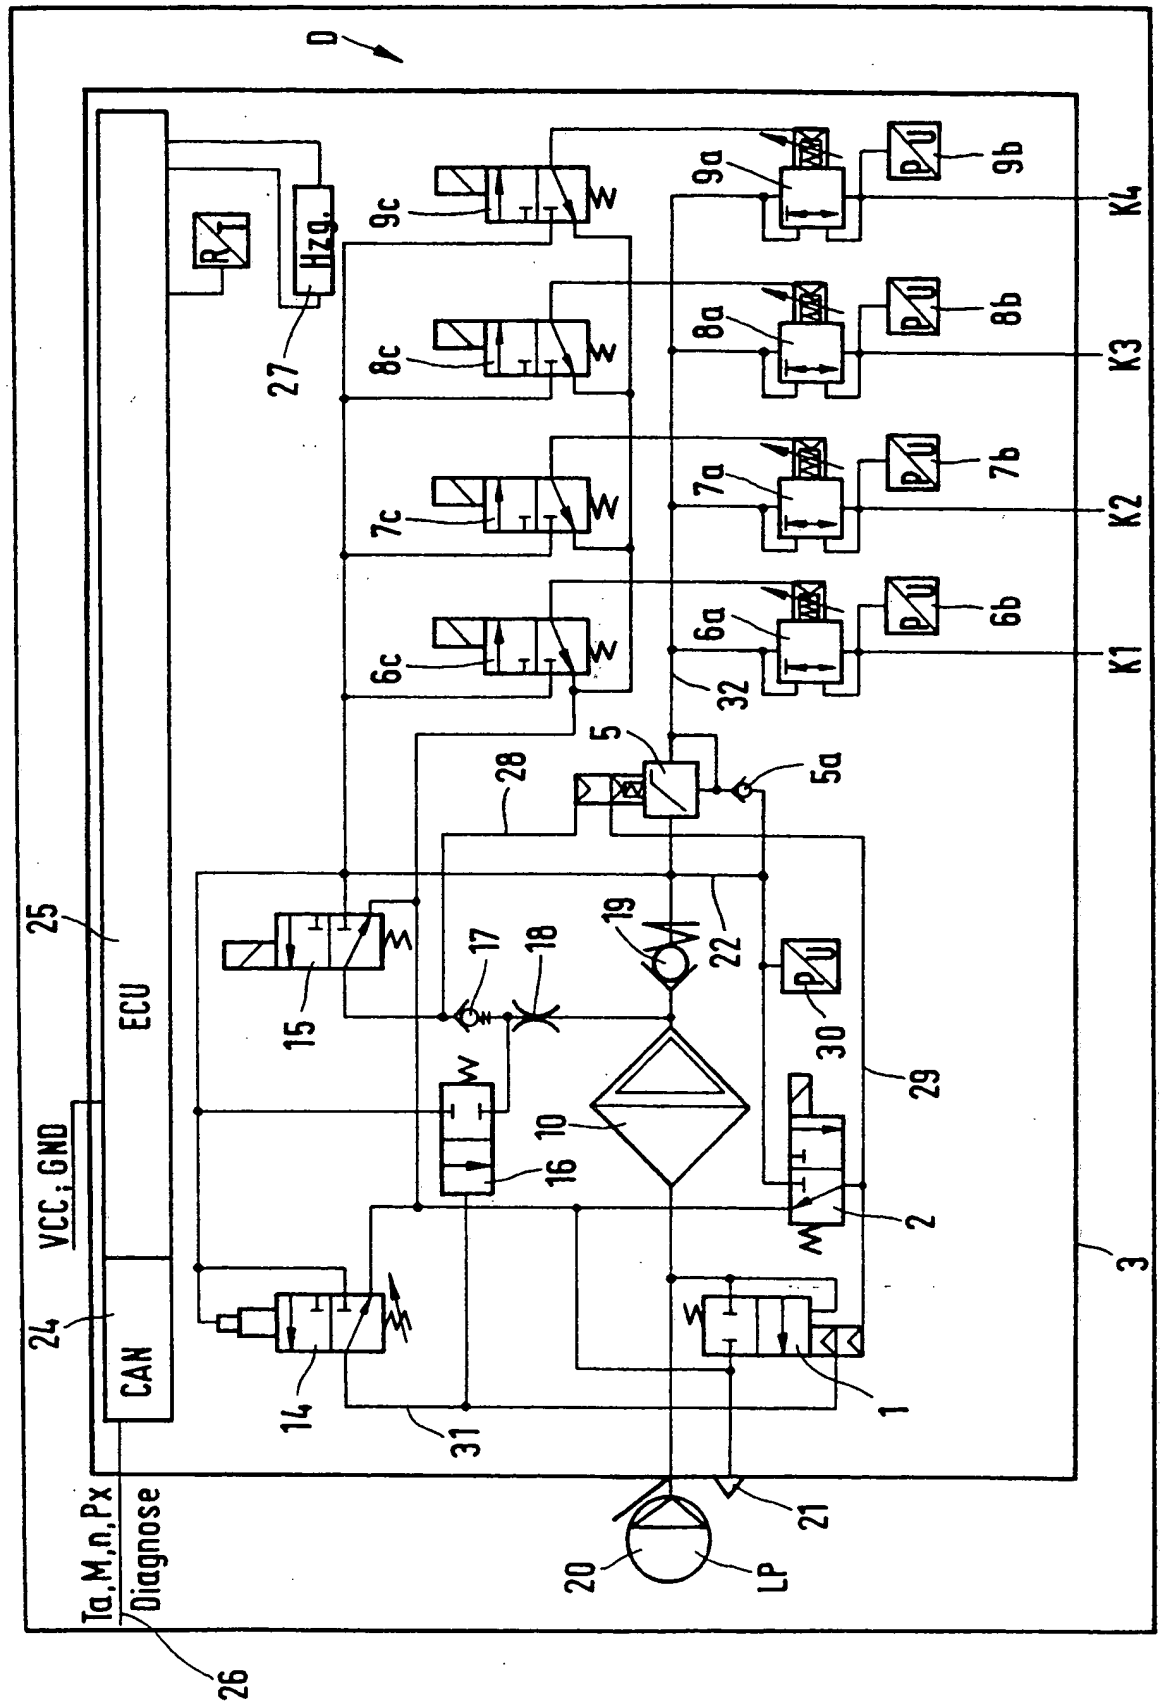 26
Ta,M,n,Px
Diagnose
24
CAN
VCC;GND
25
ECU
D
R
T
27
Hzg.
14
31
15
17
18
16
28
6c
7c
8c
9c
20
LP
21
10
19
22
5
5a
32
1
2
3
29
30
P
U
6a
7a
8a
9a
P
U
6b
P
U
7b
P
U
8b
P
U
9b
K1
K2
K3
K4